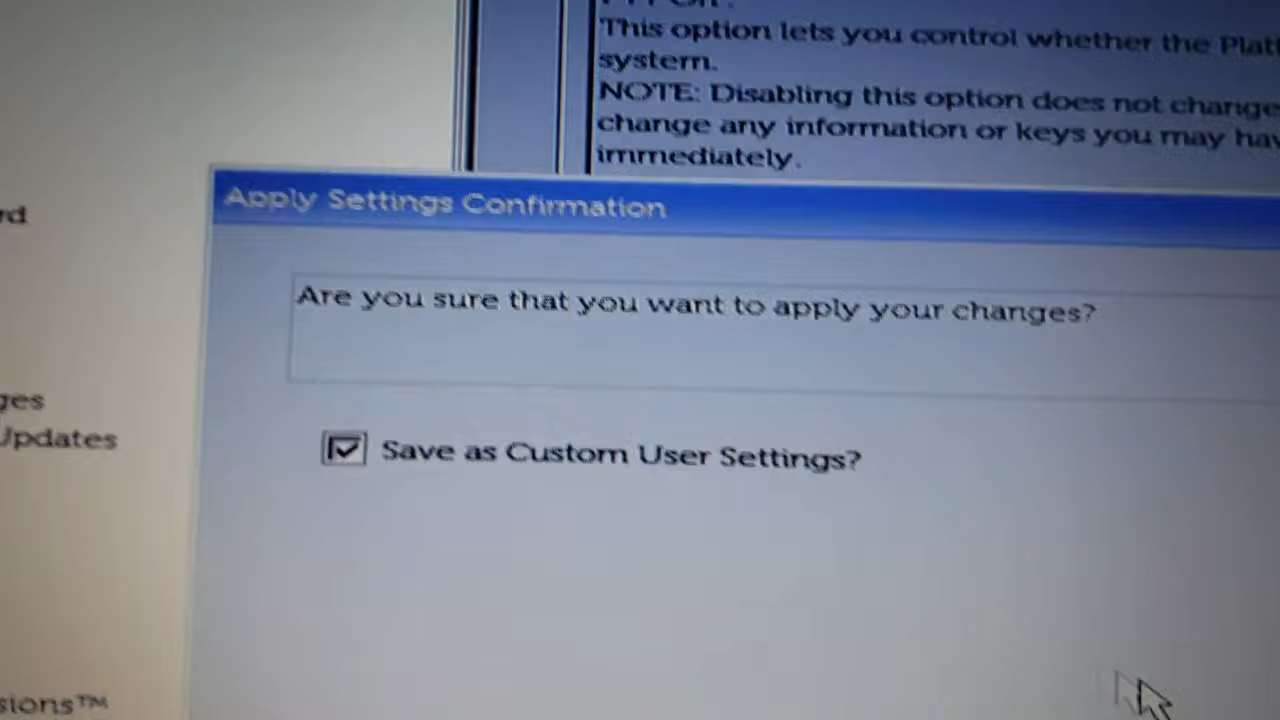 This option lets you control whether the
system.
NOTE: Disabling this option does not change
change any information or keys you may
immediately.
Apply Settings Confirmation
Are you sure that you want to apply your changes?
Save as Custom User Settings?
Updates